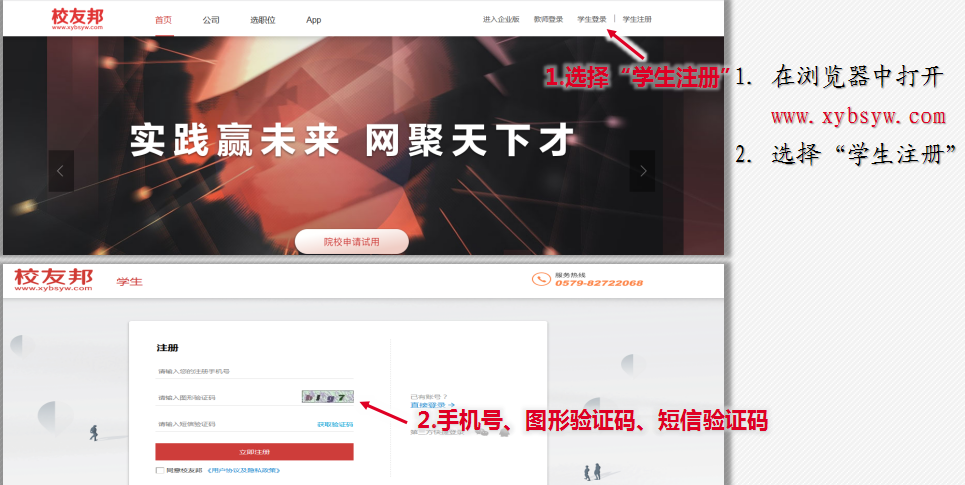 校友邦
www.xybsyw.com
首页 公司 选职位 App
进入企业版 教师登录 学生登录 | 学生注册
1.选择“学生注册”
实践赢未来 网聚天下才
院校申请试用
1. 在浏览器中打开
www.xybsyw.com
2. 选择“学生注册”
校友邦
www.xybsyw.com
学生
服务热线
0579-82722068
注册
请输入您的注册手机号
请输入图形验证码
请输入短信验证码 获取验证码
立即注册
同意校友邦 《用户协议及隐私政策》
已有账号？
直接登录
2.手机号、图形验证码、短信验证码
第三方快捷登录